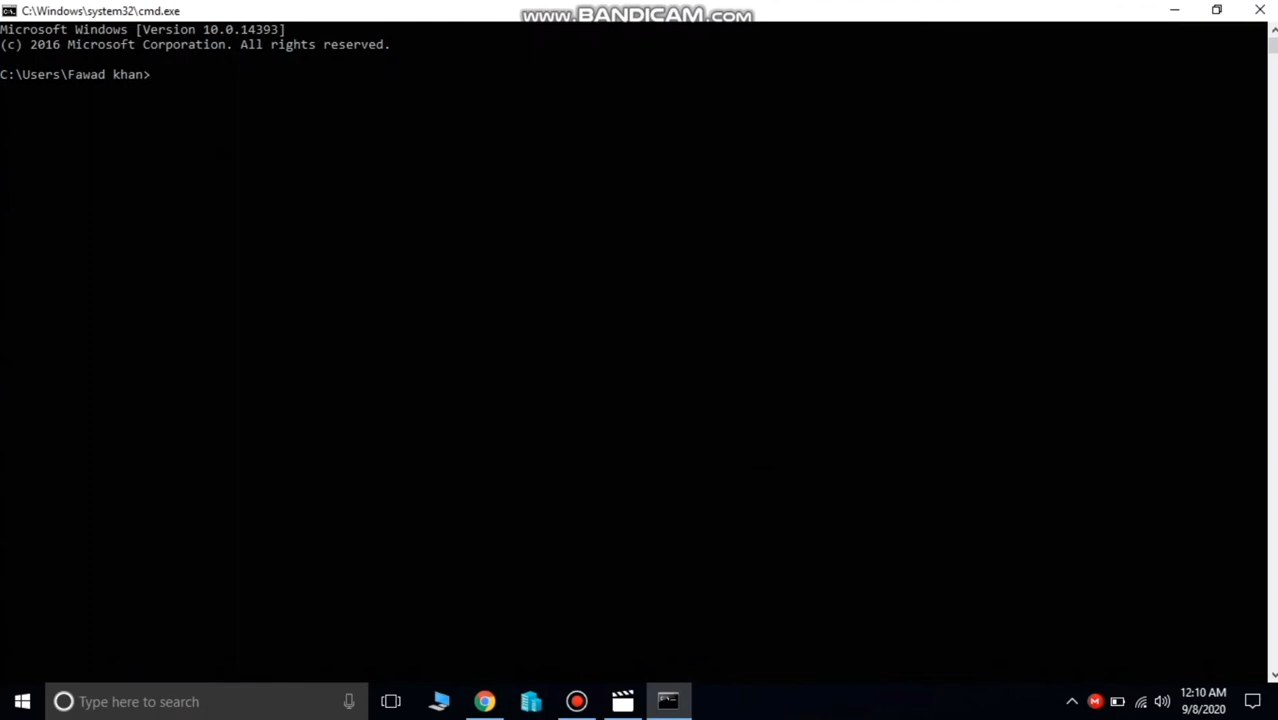 C:\Windows\system32\cmd.exe
www.BANDICAM.com
Microsoft Windows [Version 10.0.14393]
(c) 2016 Microsoft Corporation. All rights reserved.
C:\Users\Fawad khan>
Type here to search
12:10 AM
9/8/2020